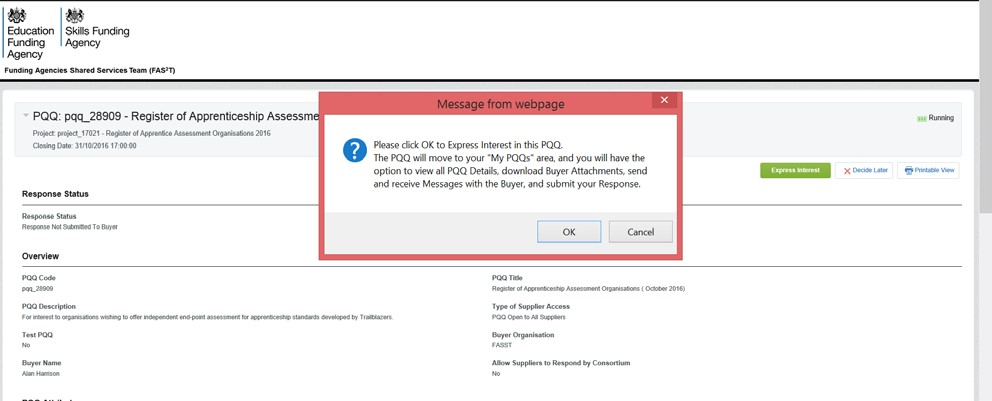 Education
Funding
Agency
Skills Funding
Agency
Funding Agencies Shared Services Team (FAS²T)
PQQ: pqq_28909 - Register of Apprenticeship Assessme
Project: project_17021 - Register of Apprentice Assessment Organisations 2016
Closing Date: 31/10/2016 17:00:00
Running
Message from webpage
Please click OK to Express Interest in this PQQ.
The PQQ will move to your "My PQQs" area, and you will have the
option to view all PQQ Details, download Buyer Attachments, send
and receive Messages with the Buyer, and submit your Response.
OK
Cancel
Express Interest
Decide Later
Printable View
Response Status
Response Status
Response Not Submitted To Buyer
Overview
PQQ Code
pqq_28909
PQQ Title
Register of Apprenticeship Assessment Organisations ( October 2016)
PQQ Description
For interest to organisations wishing to offer independent end-point assessment for apprenticeship standards developed by Trailblazers.
Type of Supplier Access
PQQ Open to All Suppliers
Test PQQ
No
Buyer Organisation
FASST
Buyer Name
Alan Harrison
Allow Suppliers to Respond by Consortium
No